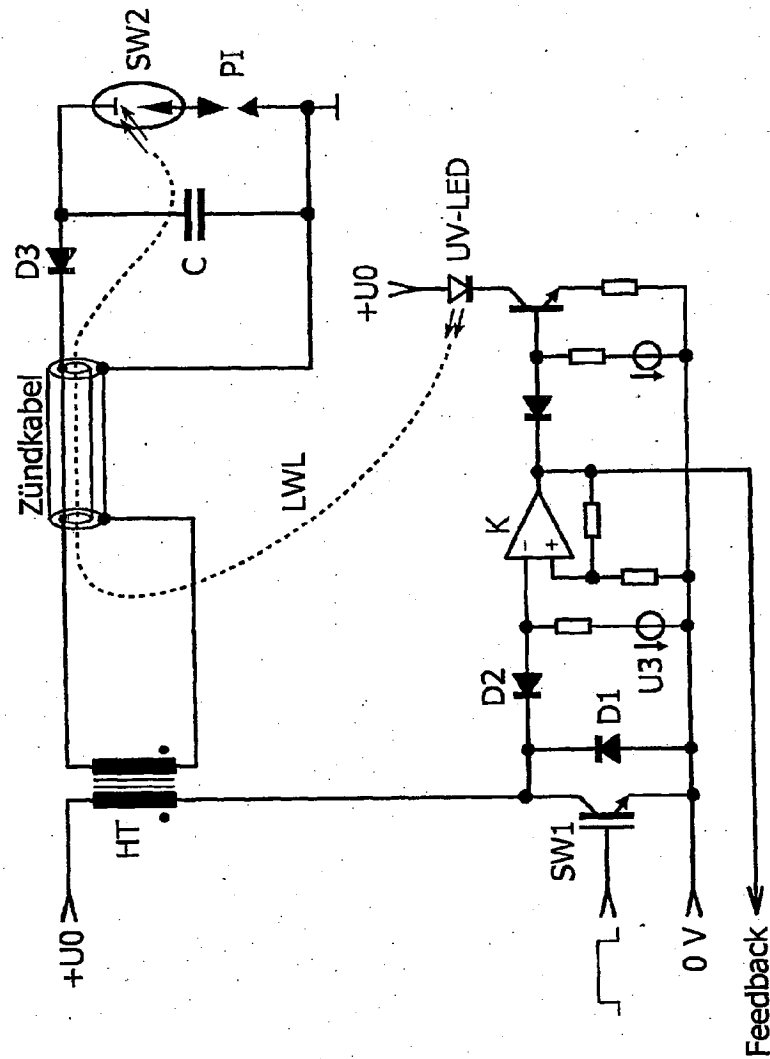 +U0
HT
Zündkabel
D3
C
SW2
PI
LWL
+U0
UV-LED
SW1
D2
D1
U3
K
-
+
0 V
Feedback